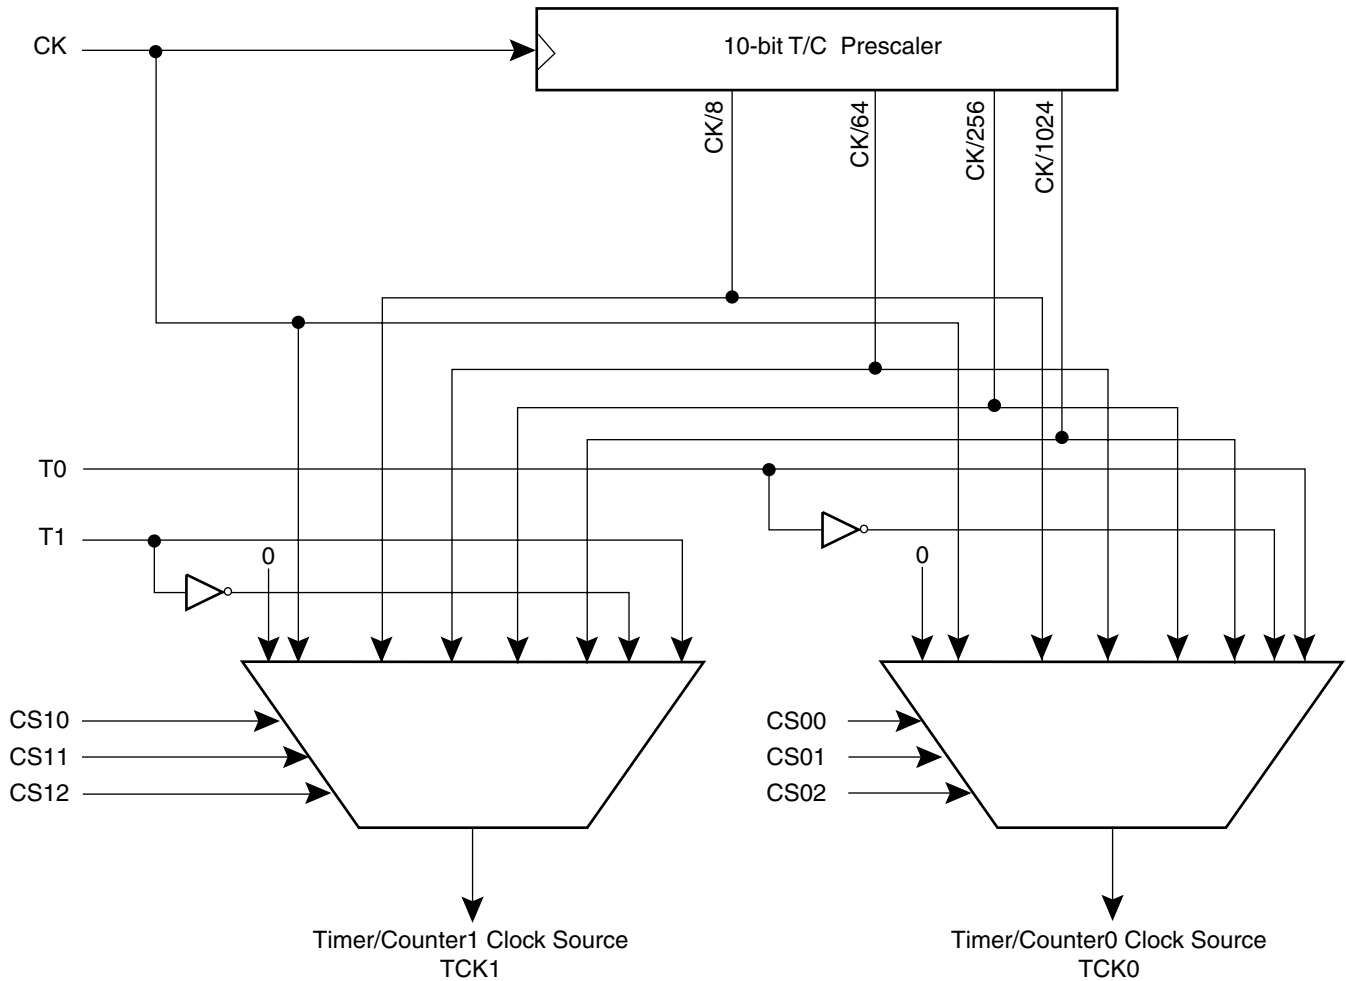 CK
10-bit T/C Prescaler
CK/8
CK/64
CK/256
CK/1024
T0
T1
0
0
CS10
CS11
CS12
CS00
CS01
CS02
Timer/Counter1 Clock Source
TCK1
Timer/Counter0 Clock Source
TCK0